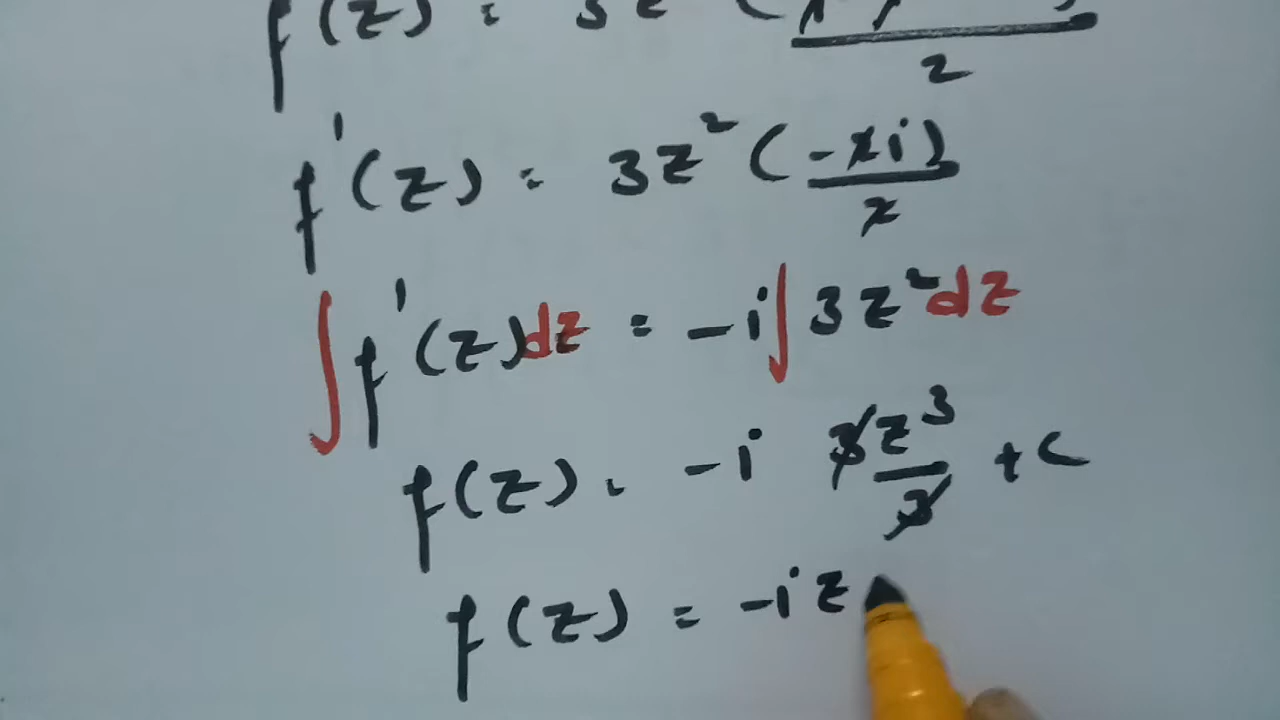 f'(z) = 3z² (-2i)/2
∫f'(z)dz = -i∫3z²dz
f(z) = -i 3z³/3 + c
f(z) = -iz